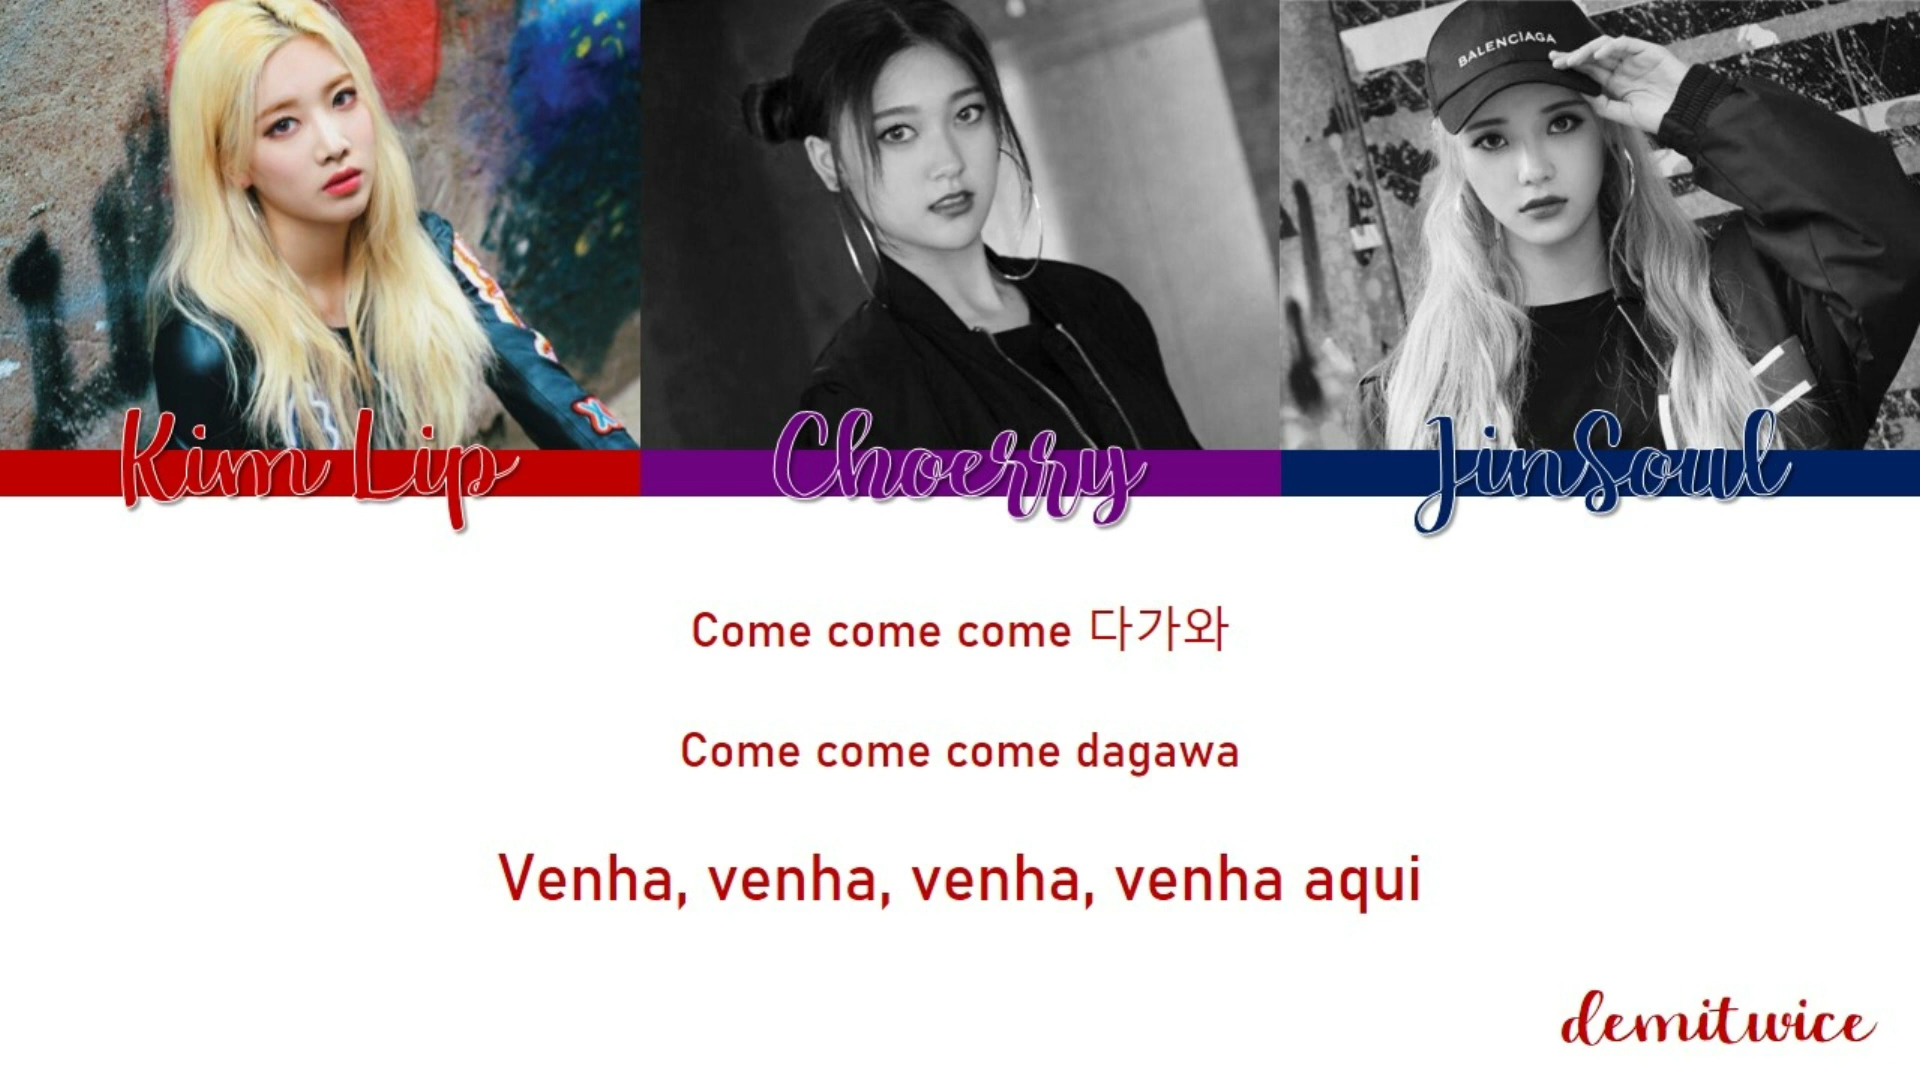 BALENCIAGA
Kim Lip
Choerry
JinSoul
Come come come 다가와
Come come come dagawa
Venha, venha, venha, venha aqui
demitwice